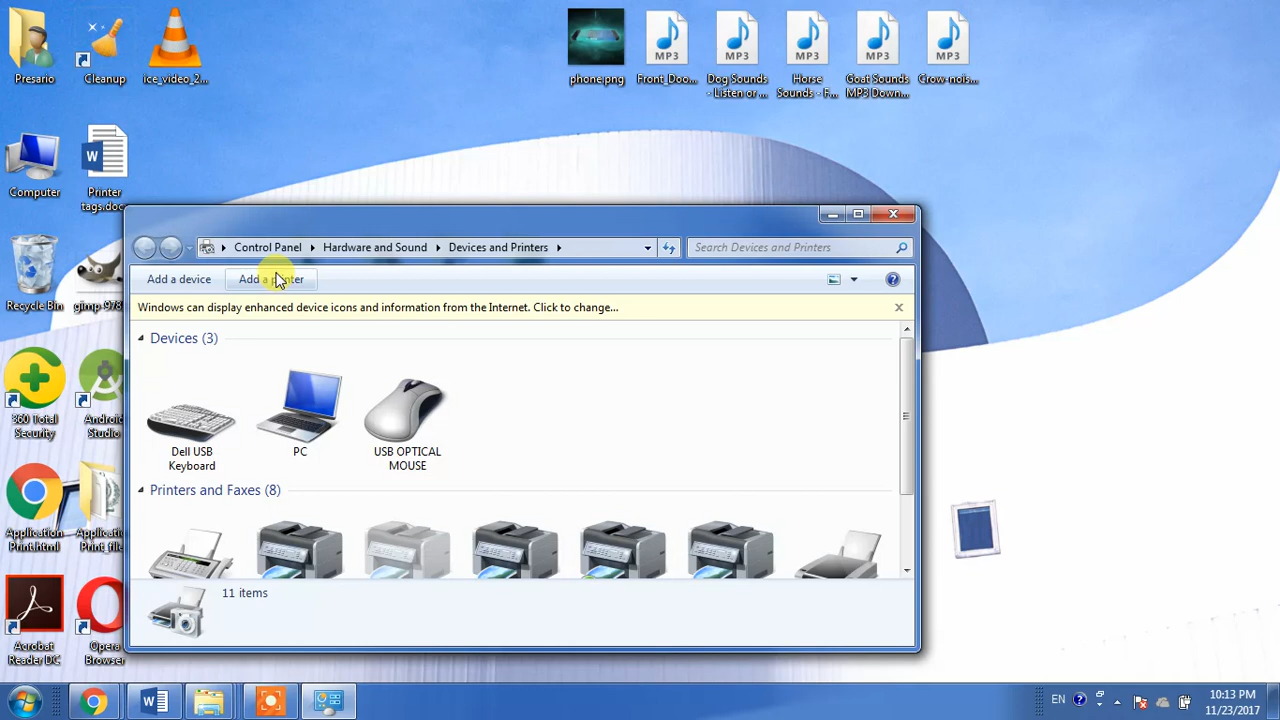 Presario
Cleanup
ice_video_2...
phone.png
Front_Doo...
Dog Sounds
- Listen or ...
Horse
Sounds - F...
Goat Sounds
MP3 Down...
Crow-nois...
MP3
MP3
MP3
MP3
MP3
Computer
Printer
tags.doc
Recycle Bin
gimp-978
360 Total
Security
Android
Studio
Application
Print.html
Applicati
Print_file
Acrobat
Reader DC
Opera
Browser
Control Panel
Hardware and Sound
Devices and Printers
Search Devices and Printers
Add a device
Add a printer
Windows can display enhanced device icons and information from the Internet. Click to change...
Devices (3)
Dell USB
Keyboard
PC
USB OPTICAL
MOUSE
Printers and Faxes (8)
11 items
EN
10:13 PM
11/23/2017